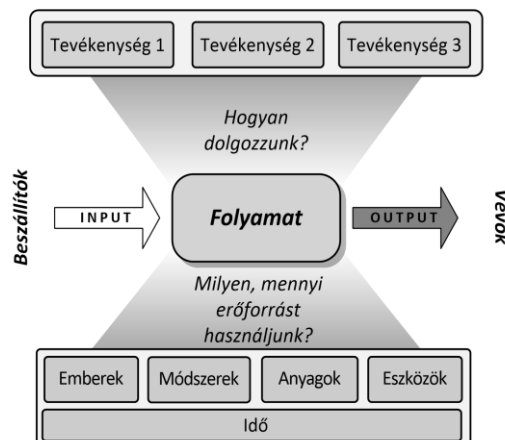 Tevékenység 1 Tevékenység 2 Tevékenység 3
Hogyan
dolgozzunk?
Beszállítók
INPUT
Folyamat
OUTPUT
Vevők
Milyen, mennyi
erőforrást
használjunk?
Emberek Módszerek Anyagok Eszközök
Idő